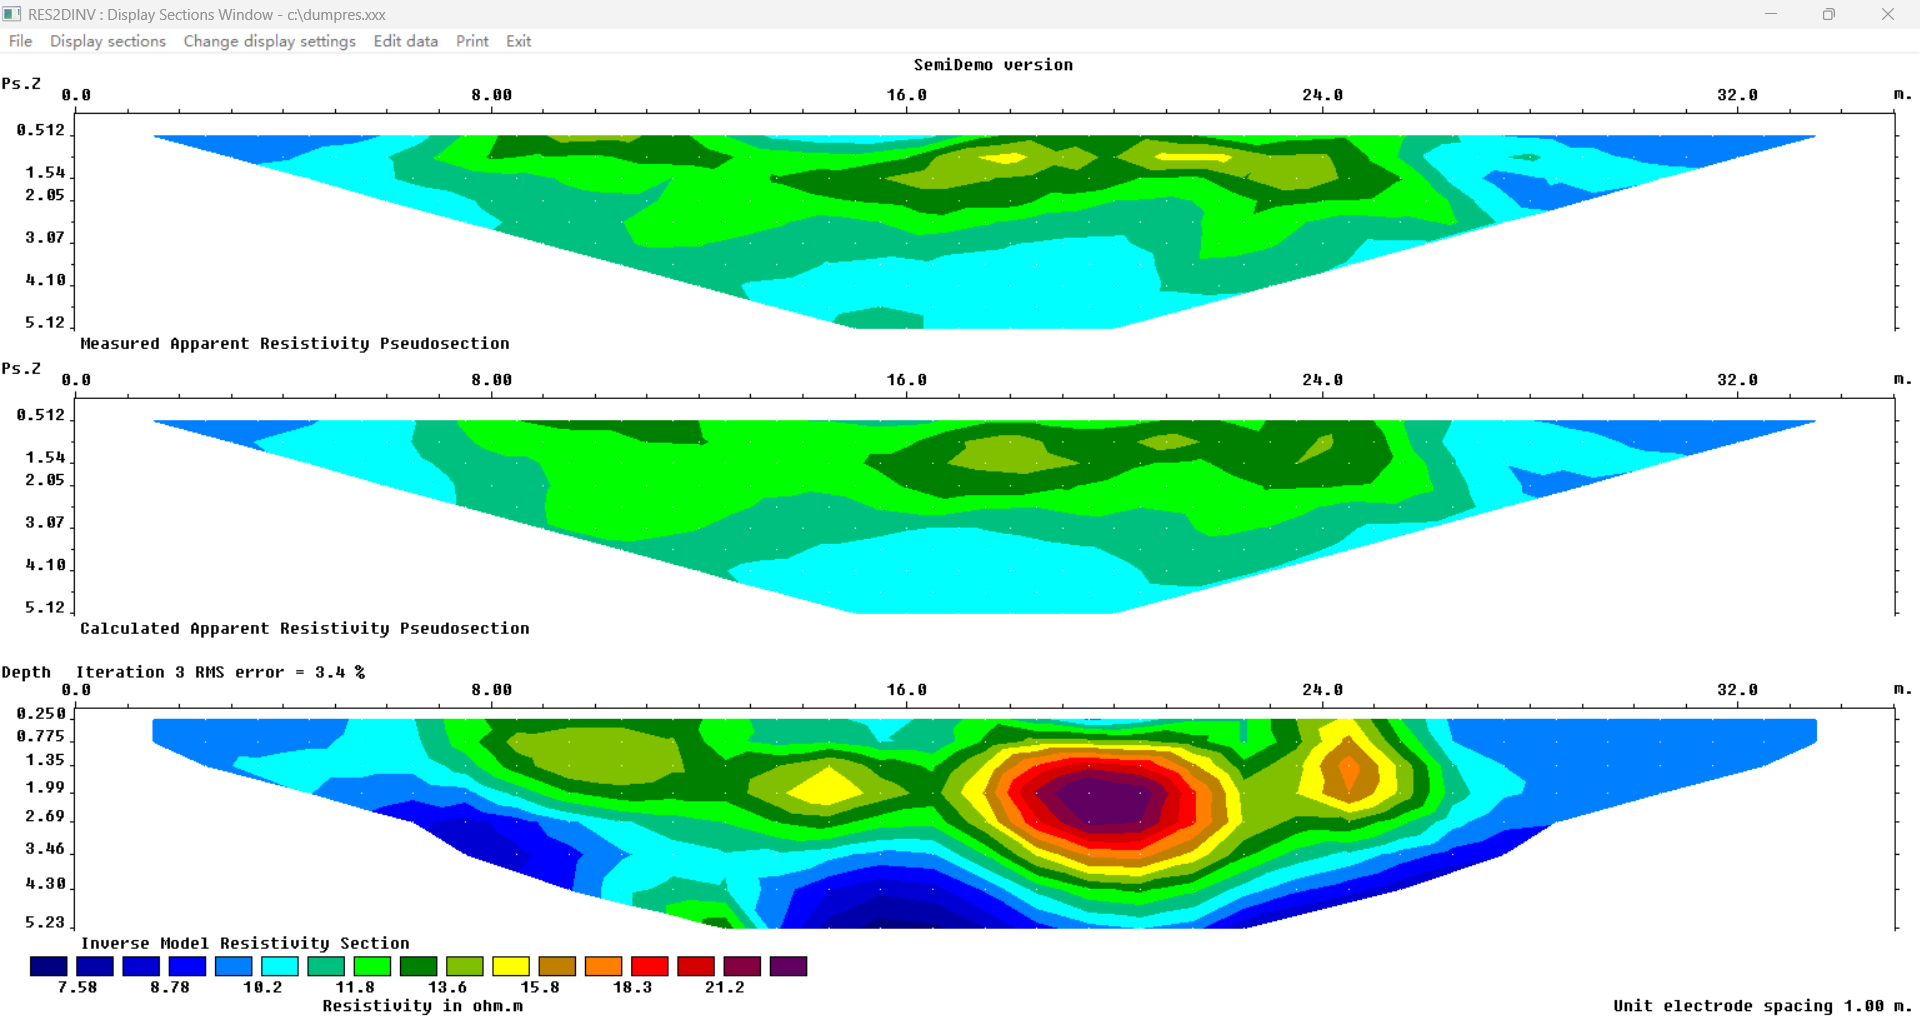 RES2DINV : Display Sections Window - c:\dumpres.xxx
File Display sections Change display settings Edit data Print Exit
SemiDemo version
Ps.Z
0.0 8.00 16.0 24.0 32.0 m.
0.512
1.54
2.05
3.07
4.10
5.12
Measured Apparent Resistivity Pseudosection
Ps.Z
0.0 8.00 16.0 24.0 32.0 m.
0.512
1.54
2.05
3.07
4.10
5.12
Calculated Apparent Resistivity Pseudosection
Depth Iteration 3 RMS error = 3.4 %
0.0 8.00 16.0 24.0 32.0 m.
0.250
0.775
1.35
1.99
2.69
3.46
4.30
5.23
Inverse Model Resistivity Section
7.58 8.78 10.2 11.8 13.6 15.8 18.3 21.2
Resistivity in ohm.m
Unit electrode spacing 1.00 m.